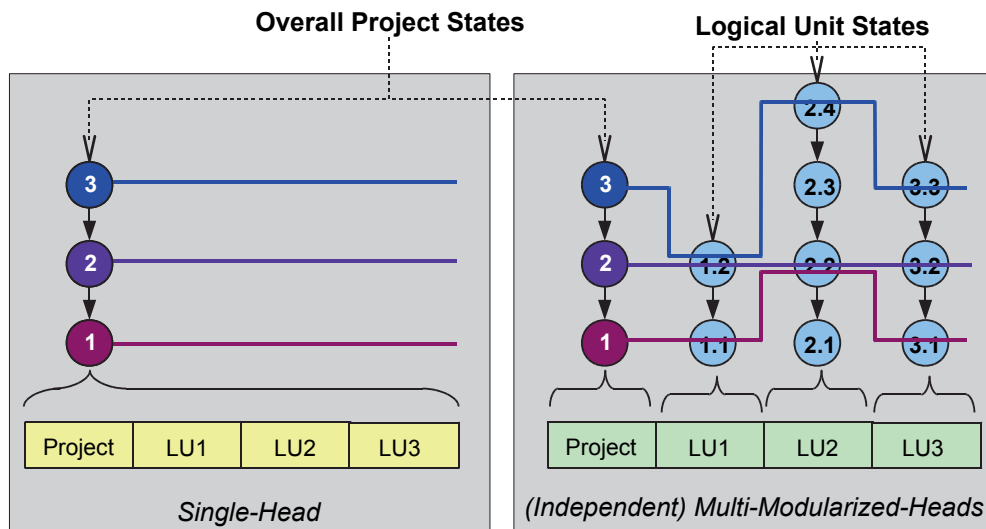 Overall Project States
Logical Unit States
3
2
1
Project LU1 LU2 LU3
Single-Head
2.4
3 2.3 3.3
2 1.2 2.2 3.2
1 1.1 2.1 3.1
Project LU1 LU2 LU3
(Independent) Multi-Modularized-Heads